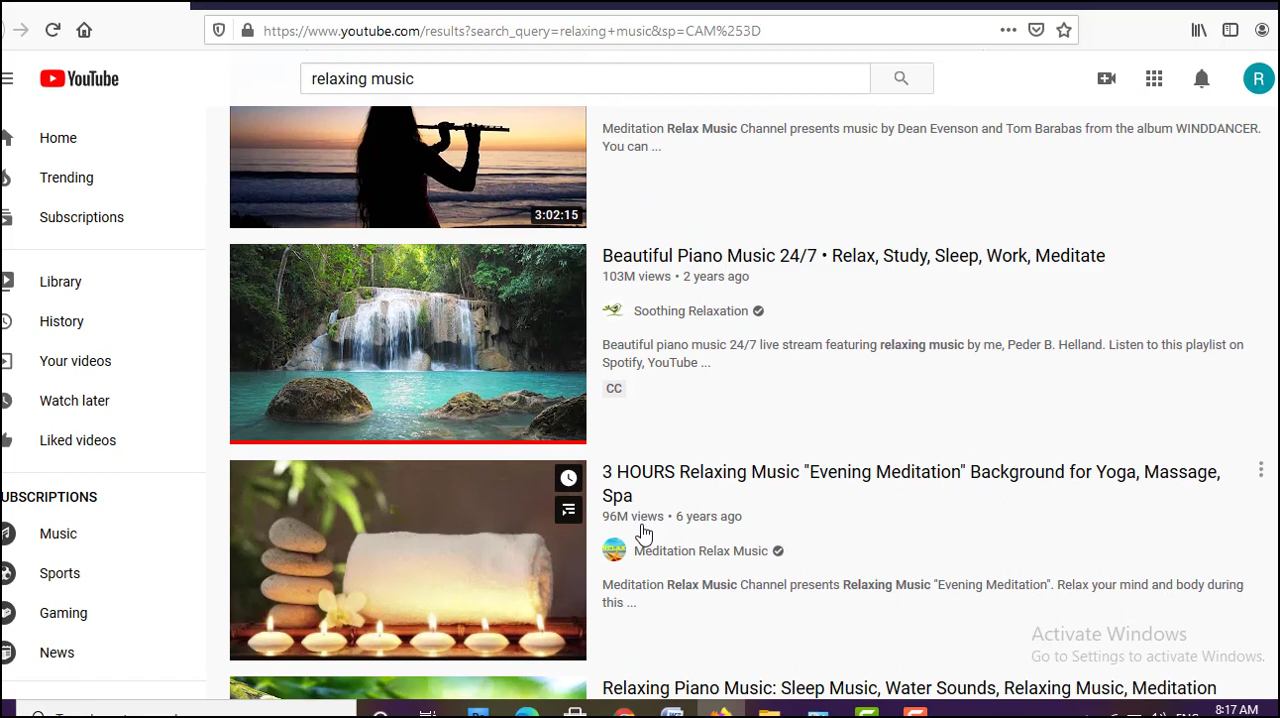 https://www.youtube.com/results?search_query=relaxing+music&sp=CAM%253D
YouTube
relaxing music
R
Home
Trending
Subscriptions
Library
History
Your videos
Watch later
Liked videos
UBSCRIPTIONS
Music
Sports
Gaming
News
Meditation Relax Music Channel presents music by Dean Evenson and Tom Barabas from the album WINDDANCER.
You can ...
3:02:15
Beautiful Piano Music 24/7 • Relax, Study, Sleep, Work, Meditate
103M views • 2 years ago
Soothing Relaxation
Beautiful piano music 24/7 live stream featuring relaxing music by me, Peder B. Helland. Listen to this playlist on
Spotify, YouTube ...
CC
3 HOURS Relaxing Music "Evening Meditation" Background for Yoga, Massage,
Spa
96M views • 6 years ago
Meditation Relax Music
Meditation Relax Music Channel presents Relaxing Music "Evening Meditation". Relax your mind and body during
this ...
Relaxing Piano Music: Sleep Music, Water Sounds, Relaxing Music, Meditation
Activate Windows
Go to Settings to activate Windows.
8:17 AM